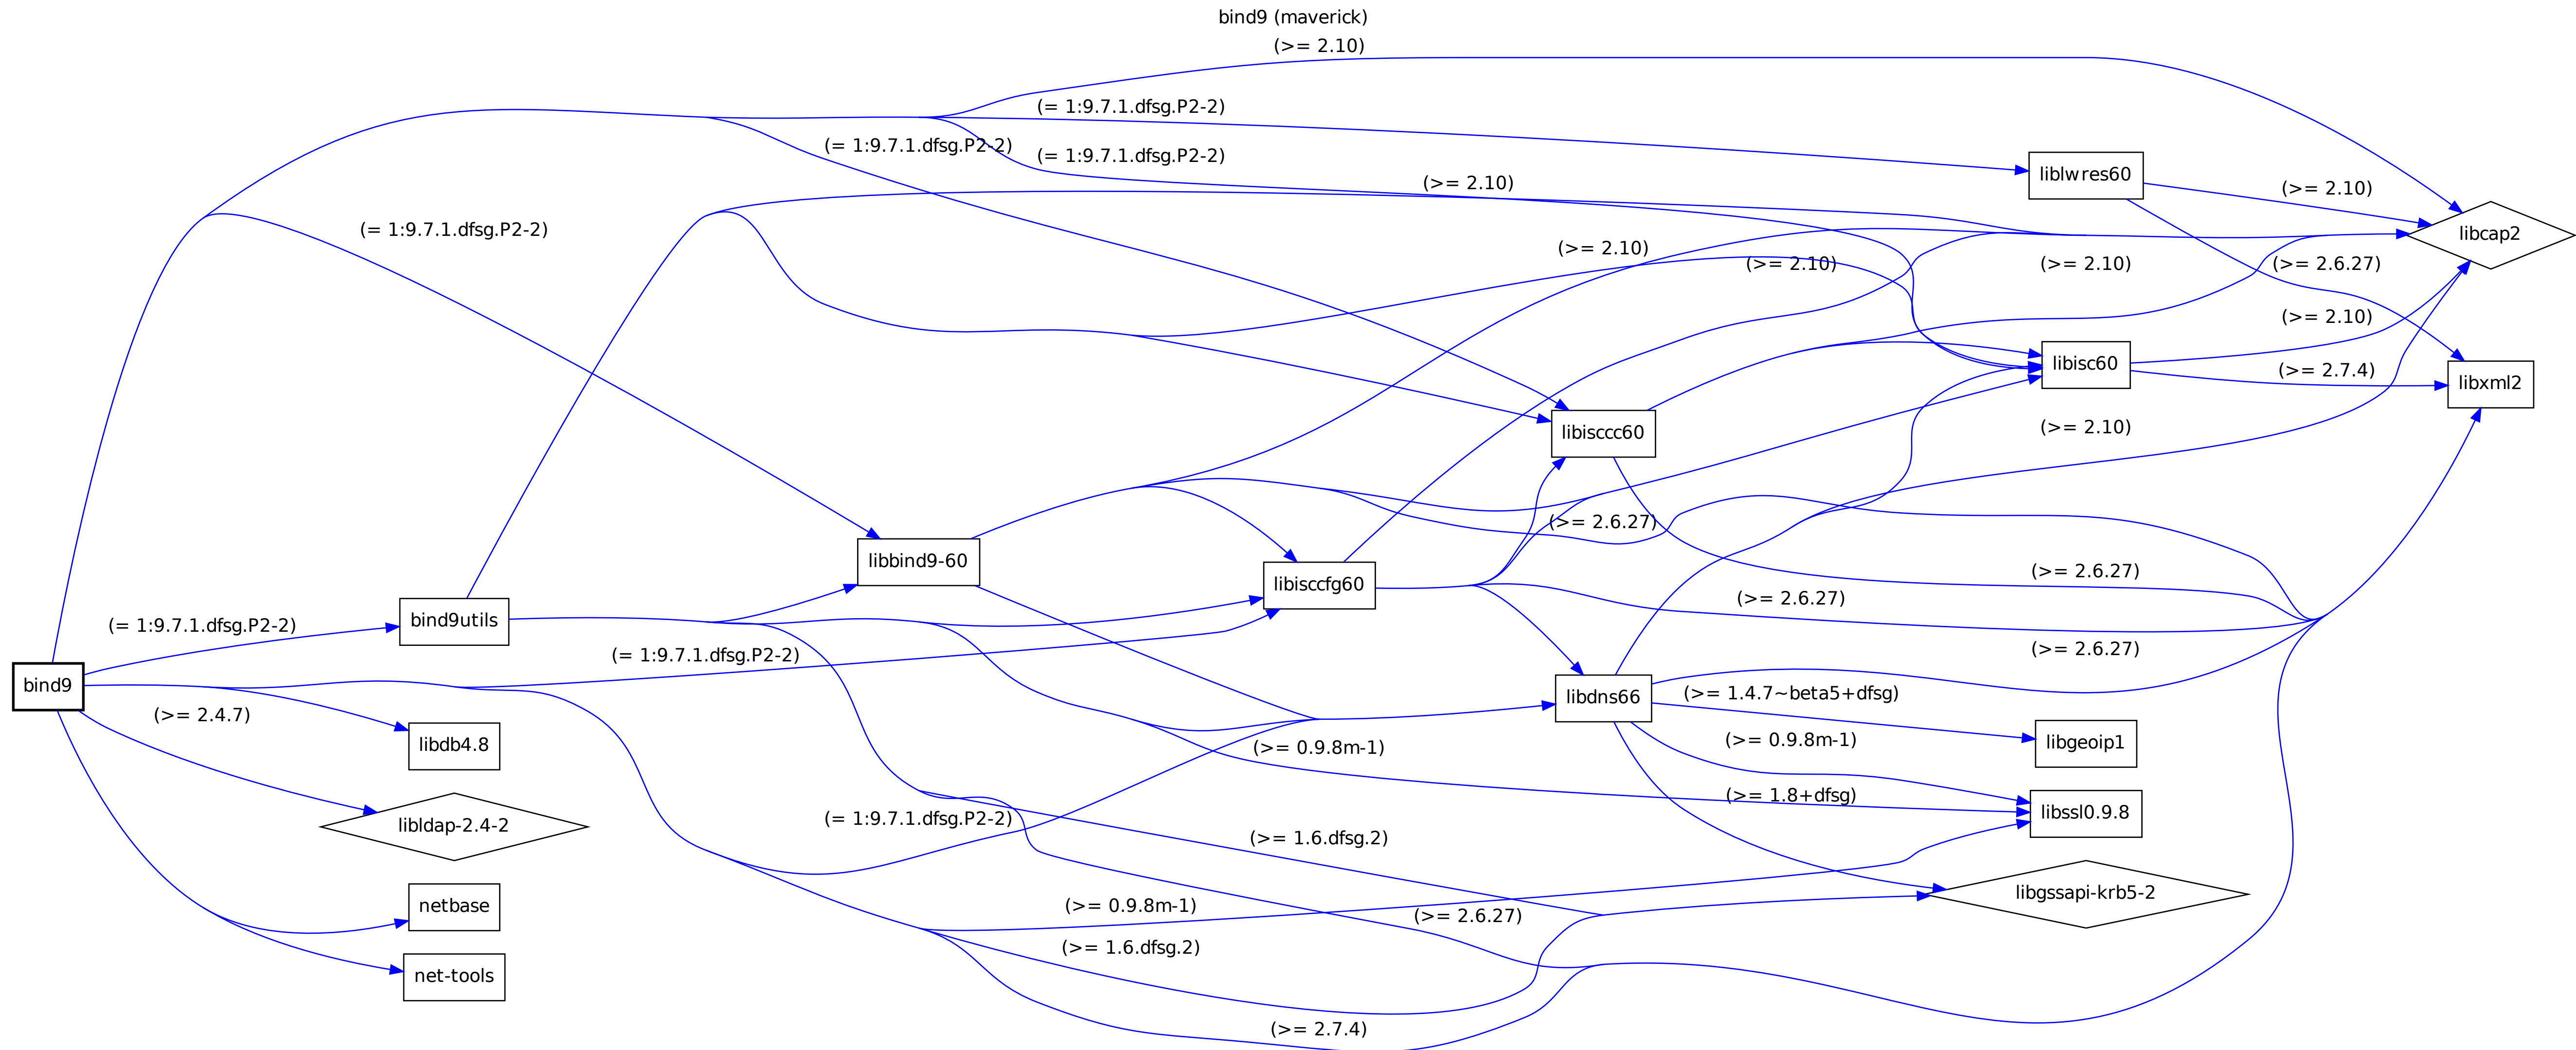 bind9 (maverick)
(>= 2.10)
(= 1:9.7.1.dfsg.P2-2)
(= 1:9.7.1.dfsg.P2-2)
(= 1:9.7.1.dfsg.P2-2)
liblwres60
(>= 2.10)
(>= 2.10)
(= 1:9.7.1.dfsg.P2-2)
libcap2
(>= 2.10)
(>= 2.10)
(>= 2.10)
(>= 2.6.27)
(>= 2.10)
libisc60
(>= 2.7.4)
libxml2
libisccc60
(>= 2.10)
(>= 2.6.27)
libbind9-60
(>= 2.6.27)
libisccfg60
(>= 2.6.27)
bind9utils
(= 1:9.7.1.dfsg.P2-2)
(>= 2.6.27)
(= 1:9.7.1.dfsg.P2-2)
bind9
(>= 1.4.7~beta5+dfsg)
libdns66
(>= 2.4.7)
libdb4.8
(>= 0.9.8m-1)
(>= 0.9.8m-1)
libgeoip1
(>= 1.8+dfsg)
libssl0.9.8
(= 1:9.7.1.dfsg.P2-2)
libldap-2.4-2
(>= 1.6.dfsg.2)
libgssapi-krb5-2
netbase
(>= 0.9.8m-1)
(>= 2.6.27)
(>= 1.6.dfsg.2)
net-tools
(>= 2.7.4)